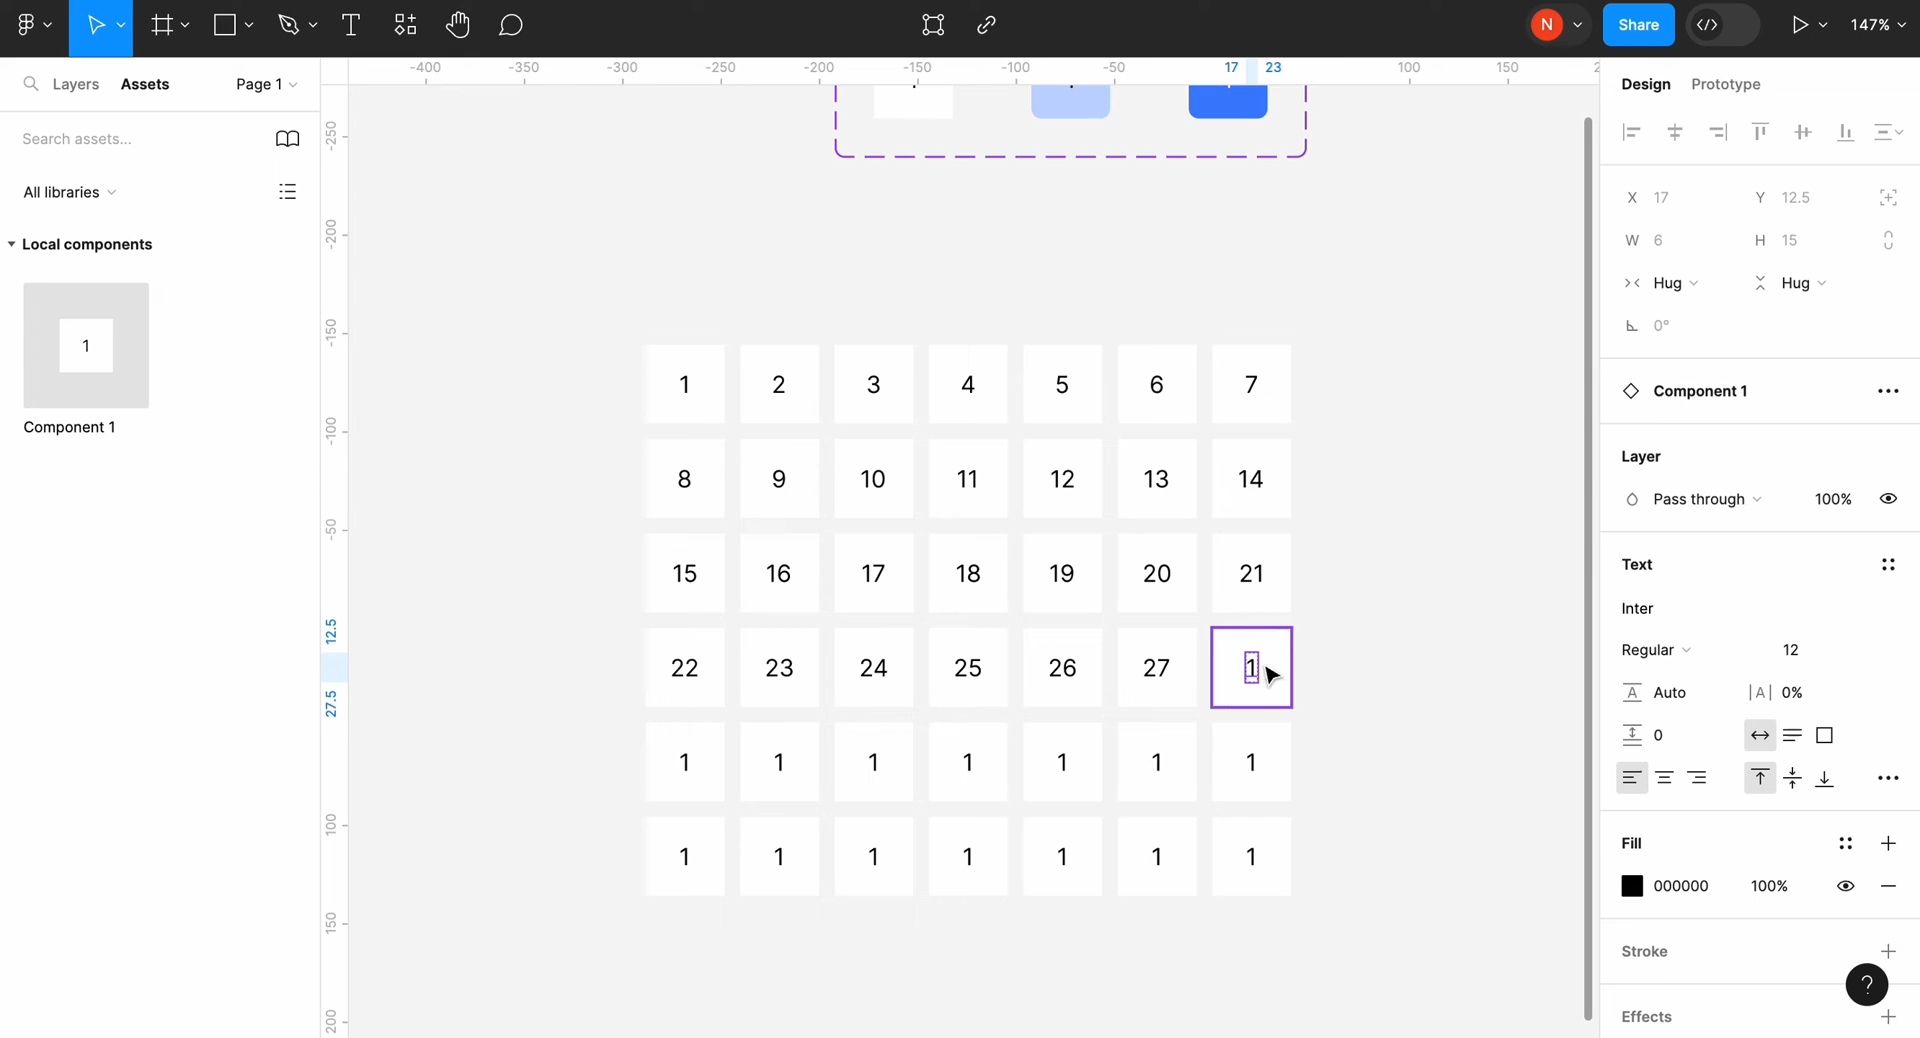 N
Share
147%
Layers
Assets
Page 1
Search assets...
All libraries
Local components
1
Component 1
-400 -350 -300 -250 -200 -150 -100 -50 17 23 100 150
-250
-200
-150
-100
-50
12.5
27.5
100
150
200
1 2 3 4 5 6 7
8 9 10 11 12 13 14
15 16 17 18 19 20 21
22 23 24 25 26 27 1
1 1 1 1 1 1 1
1 1 1 1 1 1 1
Design Prototype
X 17 Y 12.5
W 6 H 15
Hug Hug
0°
Component 1
Layer
Pass through 100%
Text
Inter
Regular 12
A Auto |A| 0%
0
Fill
000000 100%
Stroke
?
Effects